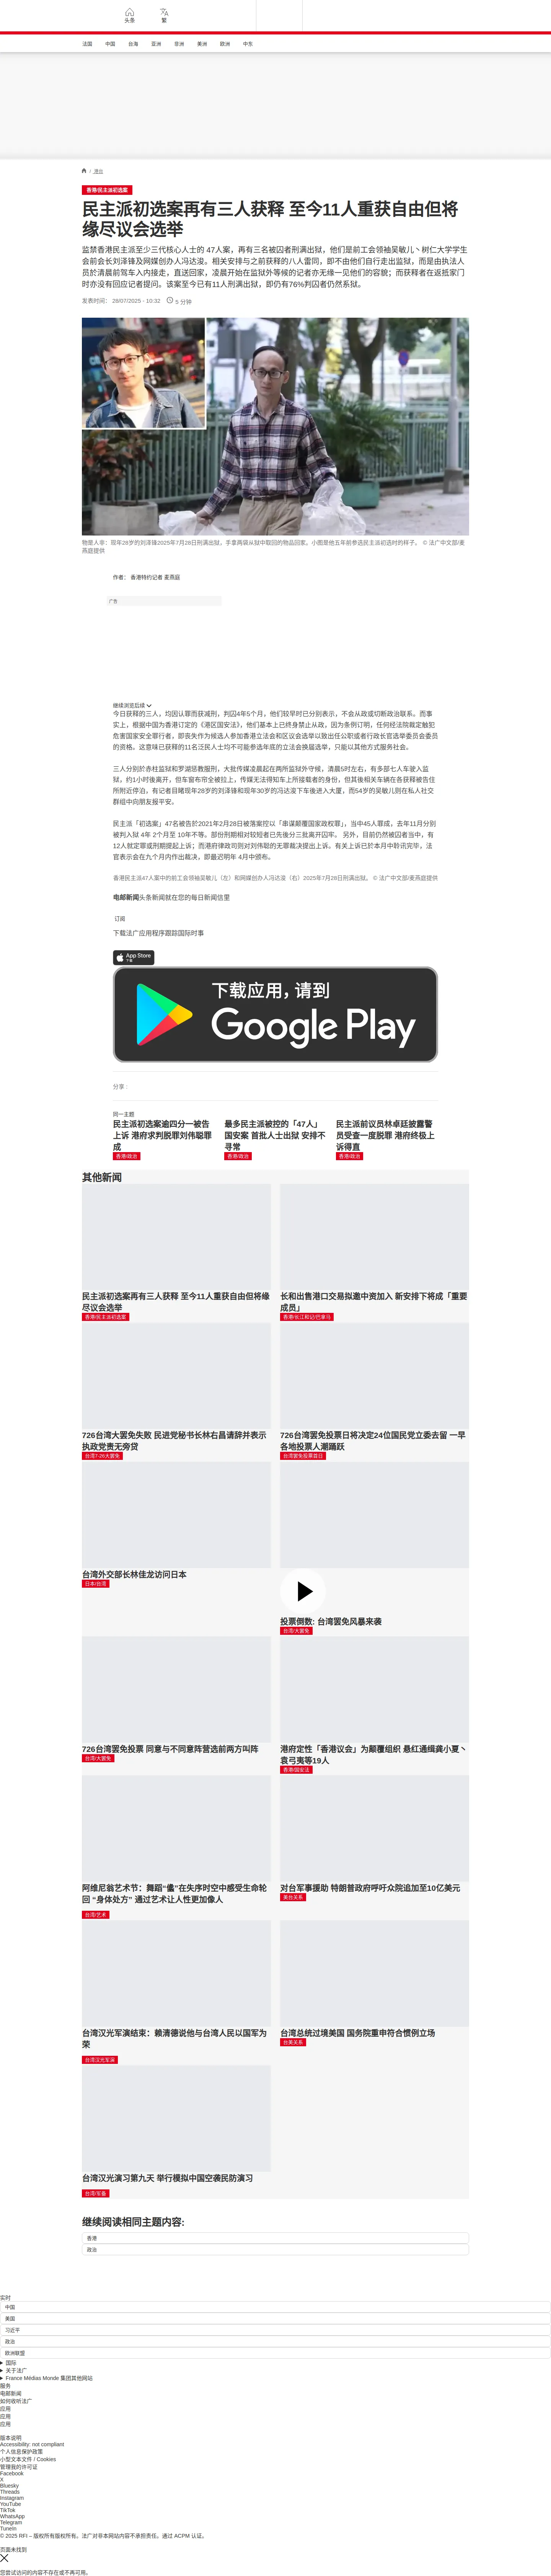 头条
繁
法国
中国
台海
亚洲
非洲
美洲
欧洲
中东
/ 港台
香港/民主派初选案
民主派初选案再有三人获释 至今11人重获自由但将
缘尽议会选举
监禁香港民主派至少三代核心人士的 47人案，再有三名被囚者刑满出狱，他们是前工会领袖吴敏儿丶树仁大学学生
会前会长刘泽锋及网媒创办人冯达浚。相关安排与之前获释的八人雷同，即不由他们自行走出监狱，而是由执法人
员於清晨前驾车入内接走，直送回家，凌晨开始在监狱外等候的记者亦无缘一见他们的容貌；而获释者在返抵家门
时亦没有回应记者提问。该案至今已有11人刑满出狱，即仍有76%判囚者仍然系狱。
发表时间： 28/07/2025 - 10:32
5 分钟
物是人非：现年28岁的刘泽锋2025年7月28日刑满出狱，手拿两袋从狱中取回的物品回家。小图是他五年前参选民主派初选时的样子。 © 法广中文部/麦
燕庭提供
作者： 香港特约记者 麦燕庭
广告
继续浏览后续
今日获释的三人，均因认罪而获减刑，判囚4年5个月，他们较早时已分别表示，不会从政或切断政治联系。而事
实上，根据中国为香港订定的《港区国安法》，他们基本上已终身禁止从政，因为条例订明，任何经法院裁定触犯
危害国家安全罪行者，即丧失作为候选人参加香港立法会和区议会选举以致出任公职或者行政长官选举委员会委员
的资格。这意味已获释的11名泛民人士均不可能参选年底的立法会换届选举，只能以其他方式服务社会。
三人分别於赤柱监狱和罗湖惩教服刑，大批传媒凌晨起在两所监狱外守候，清晨5时左右，有多部七人车驶入监
狱，约1小时後离开，但车窗布帘全被拉上，传媒无法得知车上所接载者的身份，但其後相关车辆在各获释被告住
所附近停泊，有记者目睹现年28岁的刘泽锋和现年30岁的冯达浚下车後进入大厦，而54岁的吴敏儿则在私人社交
群组中向朋友报平安。
民主派「初选案」47名被告於2021年2月28日被落案控以「串谋颠覆国家政权罪」，当中45人罪成，去年11月分别
被判入狱 4年 2个月至 10年不等。部份刑期相对较短者已先後分三批离开囚牢。 另外，目前仍然被囚者当中，有
12人就定罪或刑期提起上诉；而港府律政司则对刘伟聪的无罪裁决提出上诉。有关上诉已於本月中聆讯完毕，法
官表示会在九个月内作出裁决，即最迟明年 4月中颁布。
香港民主派47人案中的前工会领袖吴敏儿（左）和网媒创办人冯达浚（右）2025年7月28日刑满出狱。 © 法广中文部/麦燕庭提供
电邮新闻头条新闻就在您的每日新闻信里
订阅
下载法广应用程序跟踪国际时事
App Store
下载
下载应用，请到
Google Play
分享 :
同一主题
民主派初选案逾四分一被告
上诉 港府求判脱罪刘伟聪罪
成
香港/政治
最多民主派被控的「47人」
国安案 首批人士出狱 安排不
寻常
香港/政治
民主派前议员林卓廷披露警
员受查一度脱罪 港府终极上
诉得直
香港/政治
其他新闻
民主派初选案再有三人获释 至今11人重获自由但将缘
尽议会选举
香港/民主派初选案
长和出售港口交易拟邀中资加入 新安排下将成「重要
成员」
香港/长江和记/巴拿马
726台湾大罢免失败 民进党秘书长林右昌请辞并表示
执政党责无旁贷
台湾7·26大罢免
726台湾罢免投票日将决定24位国民党立委去留 一早
各地投票人潮踊跃
台湾罢免投票首日
台湾外交部长林佳龙访问日本
日本/台湾
投票倒数: 台湾罢免风暴来袭
台湾/大罢免
726台湾罢免投票 同意与不同意阵营选前两方叫阵
台湾/大罢免
港府定性「香港议会」为颠覆组织 悬红通缉龚小夏丶
袁弓夷等19人
香港/国安法
阿维尼翁艺术节：舞蹈“儘”在失序时空中感受生命轮
回 “身体处方” 通过艺术让人性更加像人
台湾/艺术
对台军事援助 特朗普政府呼吁众院追加至10亿美元
美台关系
台湾汉光军演结束：赖清德说他与台湾人民以国军为
荣
台湾汉光军演
台湾总统过境美国 国务院重申符合惯例立场
台美关系
台湾汉光演习第九天 举行模拟中国空袭民防演习
台湾/军备
继续阅读相同主题内容:
香港
政治
实时
中国
美国
习近平
政治
欧洲联盟
国际
关于法广
France Médias Monde 集团其他网站
服务
电邮新闻
如何收听法广
应用
应用
应用
版本说明
Accessibility: not compliant
个人信息保护政策
小型文本文件 / Cookies
管理我的许可证
Facebook
X
Bluesky
Threads
Instagram
YouTube
TikTok
WhatsApp
Telegram
TuneIn
© 2025 RFI – 版权所有版权所有。法广对非本网站内容不承担责任。通过 ACPM 认证。
页面未找到
您尝试访问的内容不存在或不再可用。